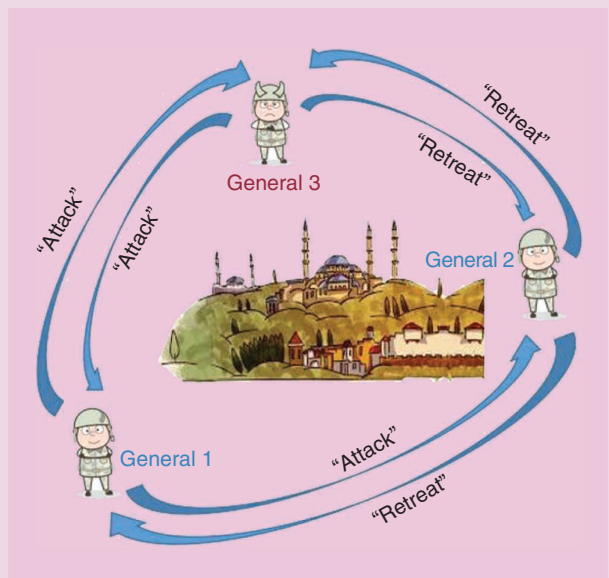 “Retreat”
“Retreat”
General 3
“Attack”
“Attack”
General 2
General 1
“Attack”
“Retreat”